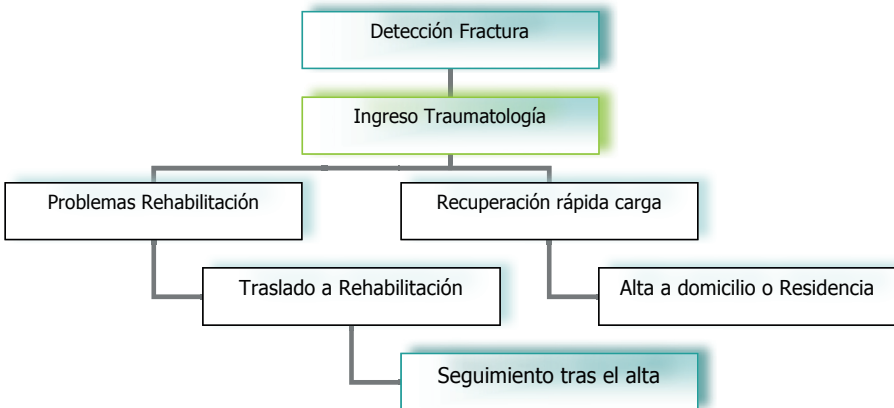 Detección Fractura
Ingreso Traumatología
Problemas Rehabilitación
Recuperación rápida carga
Traslado a Rehabilitación
Alta a domicilio o Residencia
Seguimiento tras el alta